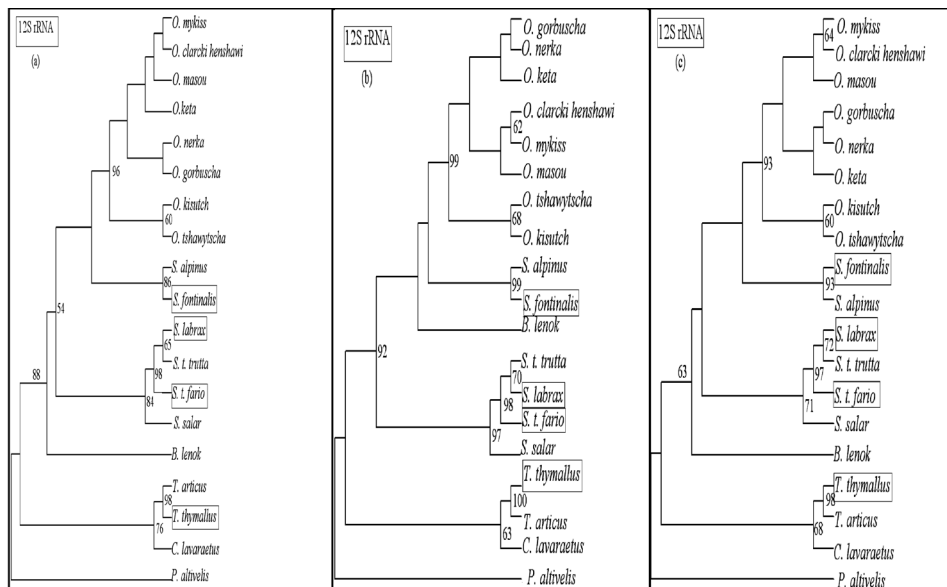 12S rRNA
(a)
O. mykiss
O. clarcki henshawi
O. masou
O.keta
O. nerka
O. gorbuscha
96
O. kisutch
60
O. tshawytscha
S. alpinus
86
S. fontinalis
54
S. labrax
65
S. t. trutta
98
S. t. fario
88
84
S. salar
B. lenok
T. articus
98
T. thymallus
76
C. lavaraetus
P. altivelis
12S rRNA
(b)
O. gorbuscha
O. nerka
O. keta
O. clarcki henshawi
62
O. mykiss
99
O. masou
O. tshawytscha
68
O. kisutch
S. alpinus
99
S. fontinalis
B. lenok
92
S. t. trutta
70
S. labrax
98
S. t. fario
97
S. salar
T. thymallus
100
T. articus
63
C. lavaraetus
P. altivelis
12S rRNA
(c)
O. mykiss
64
O. clarcki henshawi
O. masou
O. gorbuscha
O. nerka
93
O. keta
O. kisutch
60
O. tshawytscha
S. fontinalis
93
S. alpinus
S. labrax
72
S. t. trutta
63
97
S. t. fario
71
S. salar
B. lenok
T. thymallus
98
T. articus
68
C. lavaraetus
P. altivelis